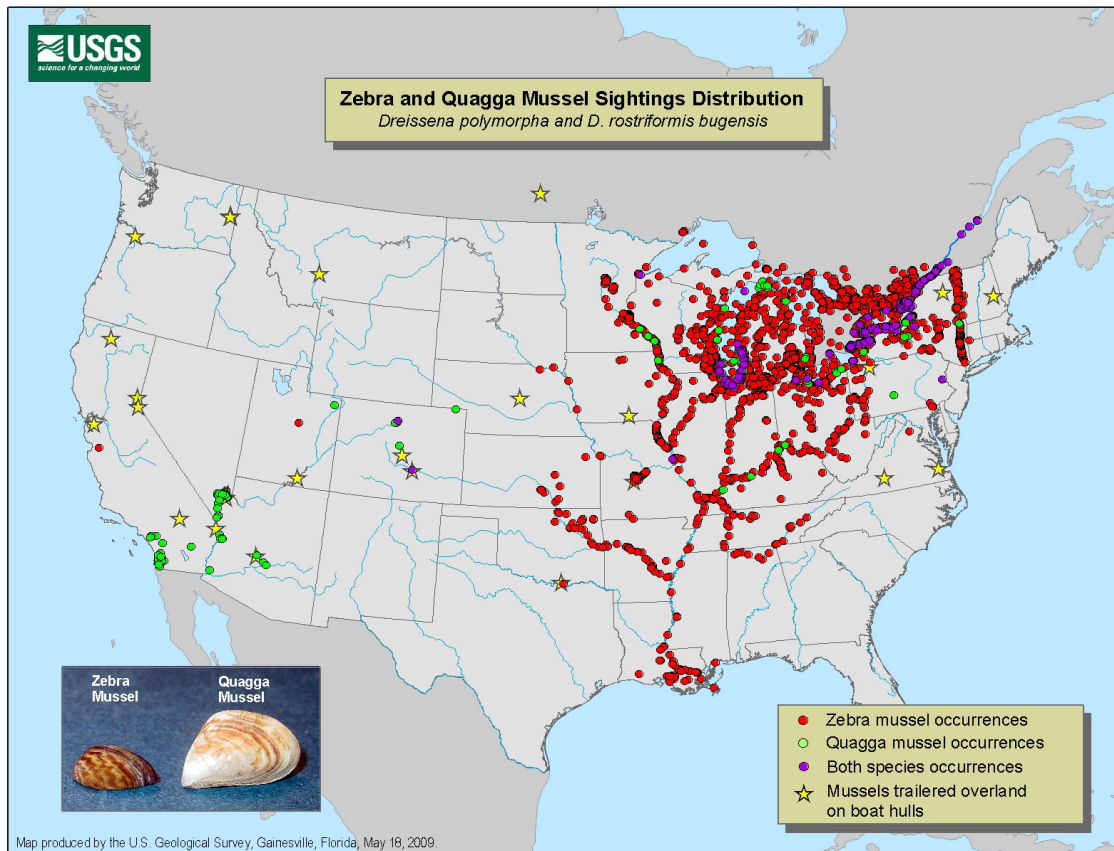 USGS
science for a changing world
Zebra and Quagga Mussel Sightings Distribution
Dreissena polymorpha and D. rostriformis bugensis
Zebra
Mussel
Quagga
Mussel
Zebra mussel occurrences
Quagga mussel occurrences
Both species occurrences
Mussels trailered overland
on boat hulls
Map produced by the U.S. Geological Survey, Gainesville, Florida, May 18, 2009.